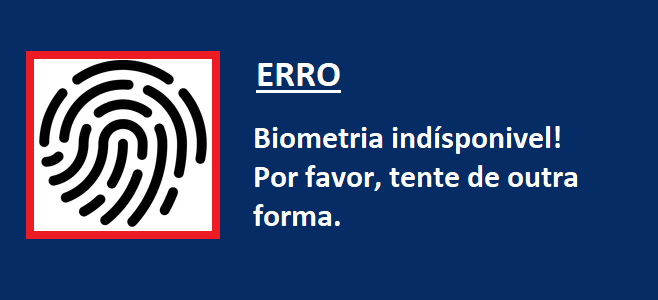 ERRO
Biometria indísponivel!
Por favor, tente de outra
forma.